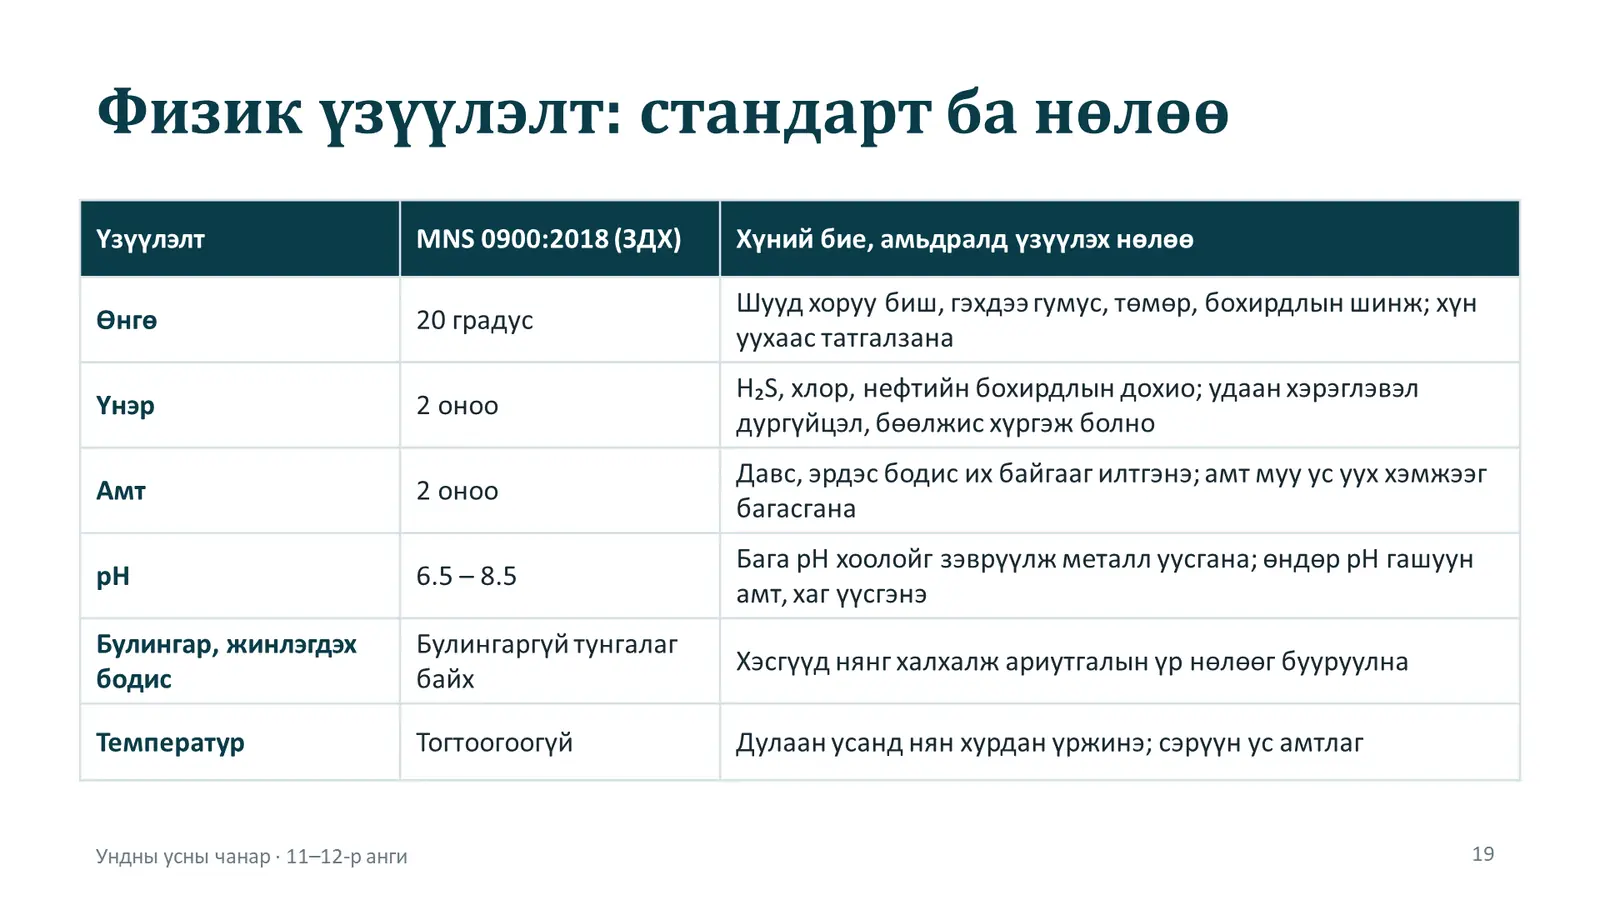 Физик үзүүлэлт: стандарт ба нөлөө
Үзүүлэлт
MNS 0900:2018 (ЗДХ)
Хүний бие, амьдралд үзүүлэх нөлөө
Өнгө
20 градус
Шууд хоруу биш, гэхдээ гумус, төмөр, бохирдлын шинж; хүн
уухаас татгалзана
Үнэр
2 оноо
H₂S, хлор, нефтийн бохирдлын дохио; удаан хэрэглэвэл
дургүйцэл, бөөлжис хүргэж болно
Амт
2 оноо
Давс, эрдэс бодис их байгааг илтгэнэ; амт муу ус уух хэмжээг
багасгана
pH
6.5 – 8.5
Бага pH хоолойг зэврүүлж металл уусгана; өндөр pH гашуун
амт, хаг үүсгэнэ
Булингар, жинлэгдэх
бодис
Булингаргүй тунгалаг
байх
Хэсгүүд нянг халхалж ариутгалын үр нөлөөг бууруулна
Температур
Тогтоогоогүй
Дулаан усанд нян хурдан үржинэ; сэрүүн ус амтлаг
Ундны усны чанар · 11–12-р анги
19